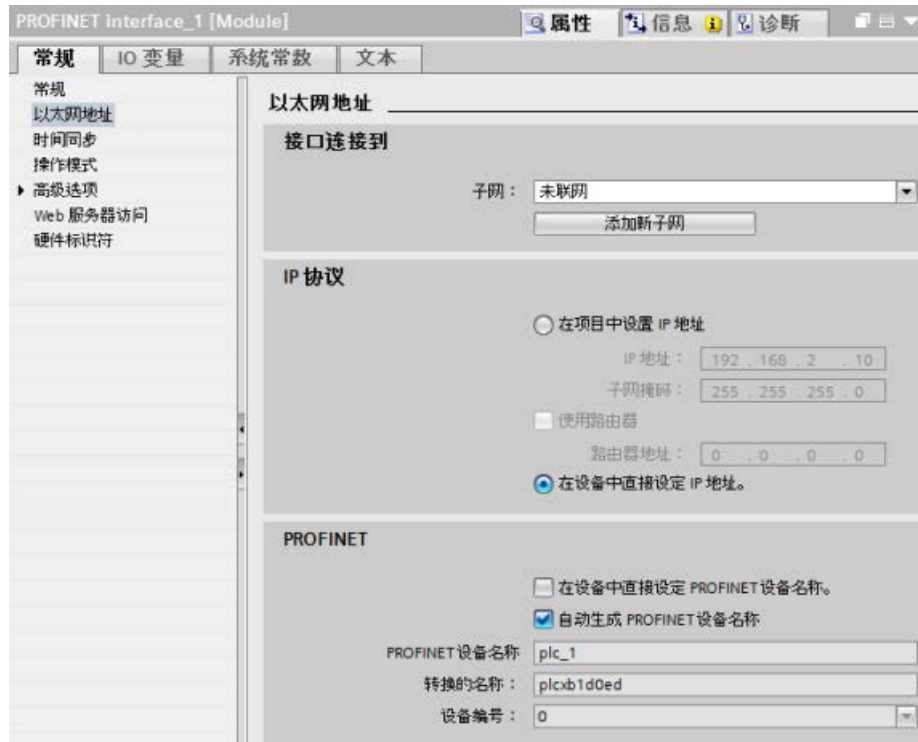 PROFINET interface_1 [Module]
属性
信息
诊断
常规
IO 变量
系统常数
文本
常规
以太网地址
时间同步
操作模式
高级选项
Web 服务器访问
硬件标识符
以太网地址
接口连接到
子网：
未联网
添加新子网
IP 协议
在项目中设置 IP 地址
IP 地址：
192 . 168 . 2 . 10
子网掩码：
255 . 255 . 255 . 0
使用路由器
路由器地址：
0 . 0 . 0 . 0
在设备中直接设定 IP 地址。
PROFINET
在设备中直接设定 PROFINET 设备名称。
自动生成 PROFINET 设备名称
PROFINET 设备名称
plc_1
转换的名称：
plcxb1d0ed
设备编号：
0